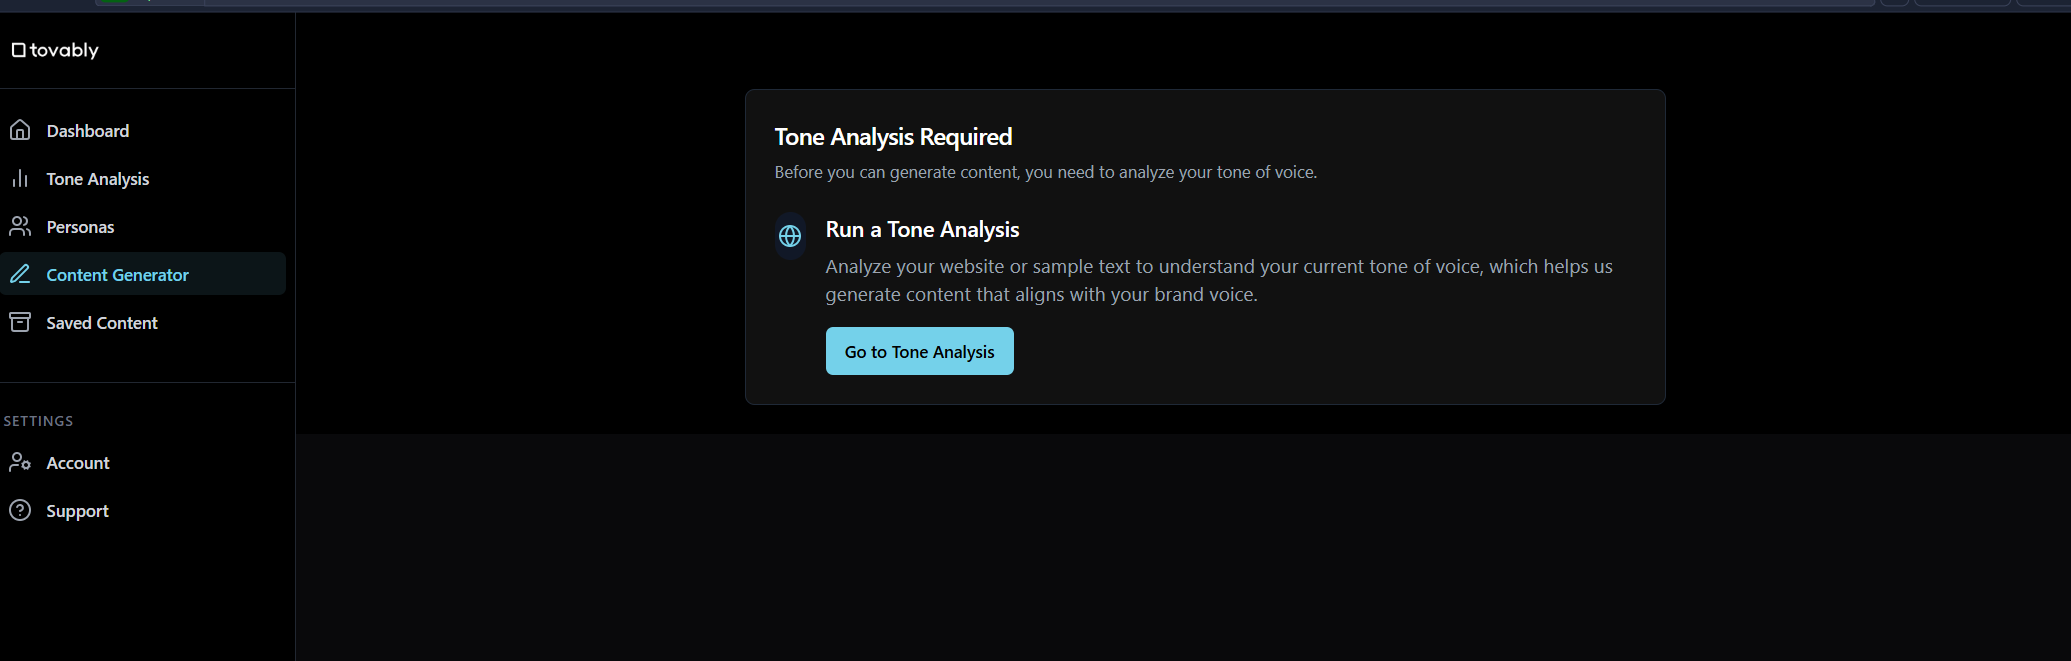 tovably
Dashboard
Tone Analysis
Personas
Content Generator
Saved Content
SETTINGS
Account
Support
Tone Analysis Required
Before you can generate content, you need to analyze your tone of voice.
Run a Tone Analysis
Analyze your website or sample text to understand your current tone of voice, which helps us
generate content that aligns with your brand voice.
Go to Tone Analysis